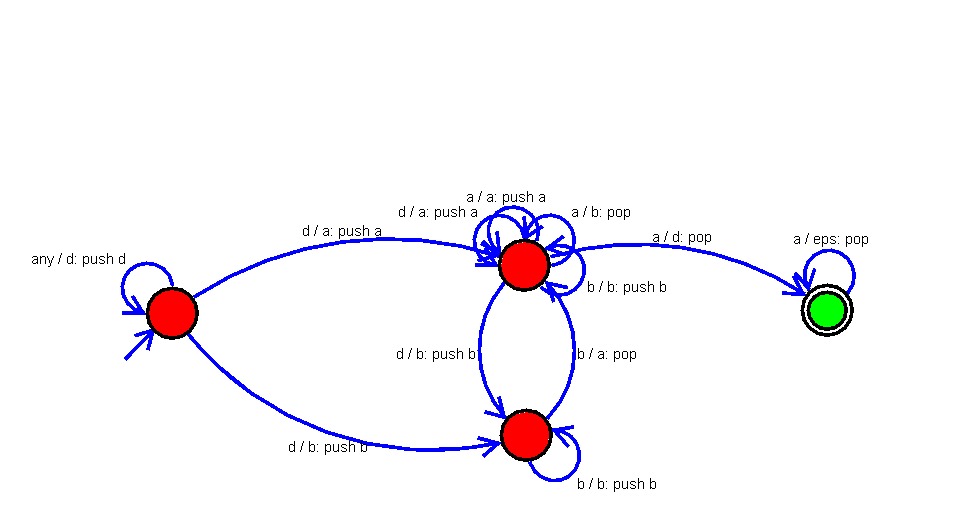 a / a: push a
d / a: push a
a / b: pop
d / a: push a
a / d: pop
a / eps: pop
any / d: push d
b / b: push b
d / b: push b
b / a: pop
d / b: push b
b / b: push b